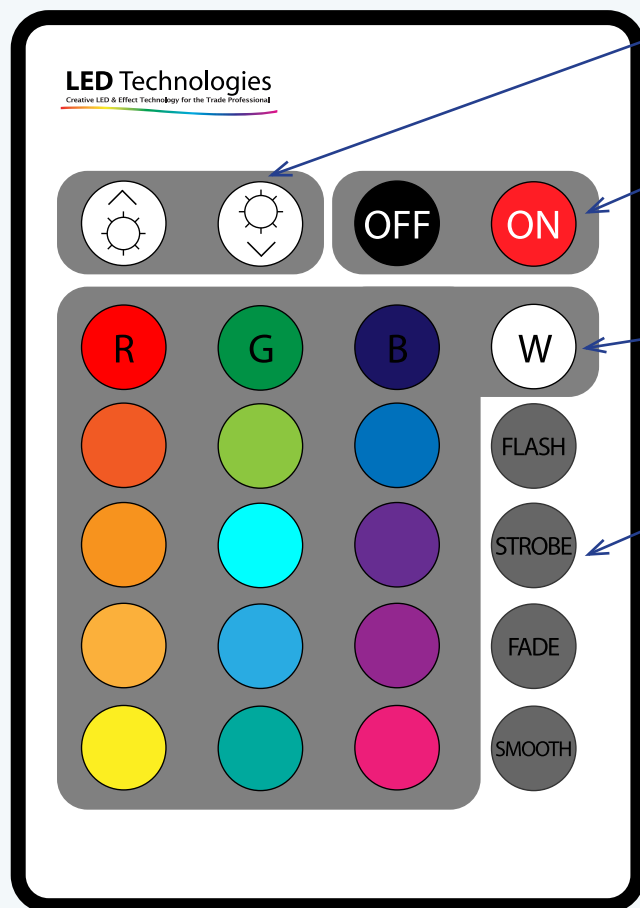 LED Technologies
Creative LED & Effect Technology for the Trade Professional
OFF ON
R G B W
FLASH
STROBE
FADE
SMOOTH